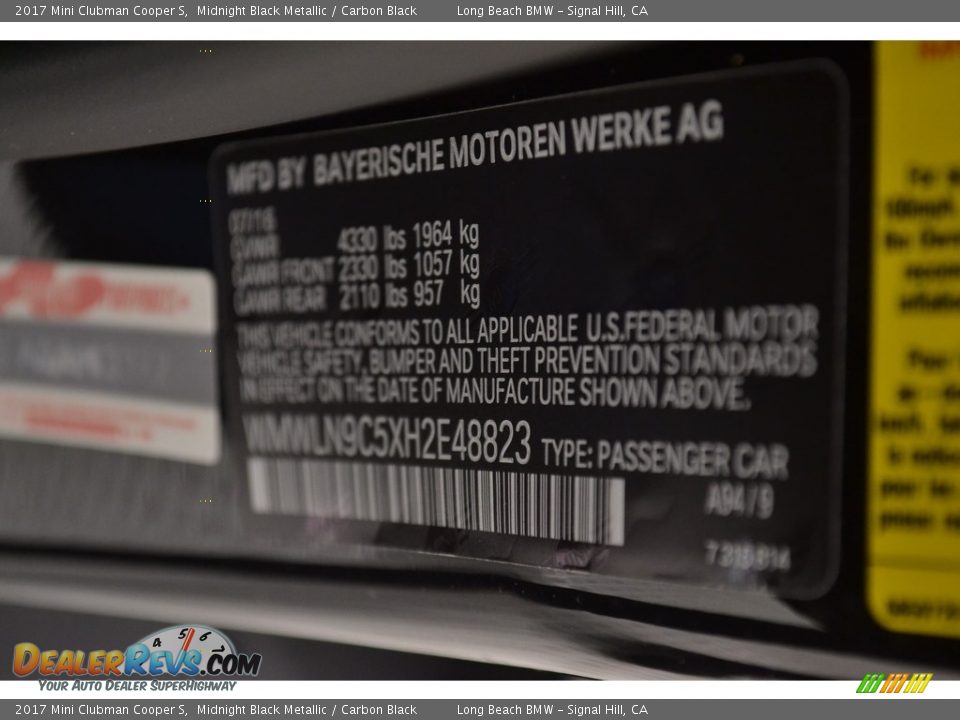 2017 Mini Clubman Cooper S,  Midnight Black Metallic / Carbon Black    Long Beach BMW - Signal Hill, CA
MFD BY BAYERISCHE MOTOREN WERKE AG
07/16
GVWR 4330 lbs 1964 kg
GAWR FRONT 2330 lbs 1057 kg
GAWR REAR 2110 lbs 957 kg
THIS VEHICLE CONFORMS TO ALL APPLICABLE U.S.FEDERAL MOTOR
VEHICLE SAFETY, BUMPER AND THEFT PREVENTION STANDARDS
IN EFFECT ON THE DATE OF MANUFACTURE SHOWN ABOVE.
WMWLN9C5XH2E48823 TYPE: PASSENGER CAR
A94 / 9
DEALERREVS.COM
YOUR AUTO DEALER SUPERHIGHWAY
2017 Mini Clubman Cooper S,  Midnight Black Metallic / Carbon Black    Long Beach BMW - Signal Hill, CA